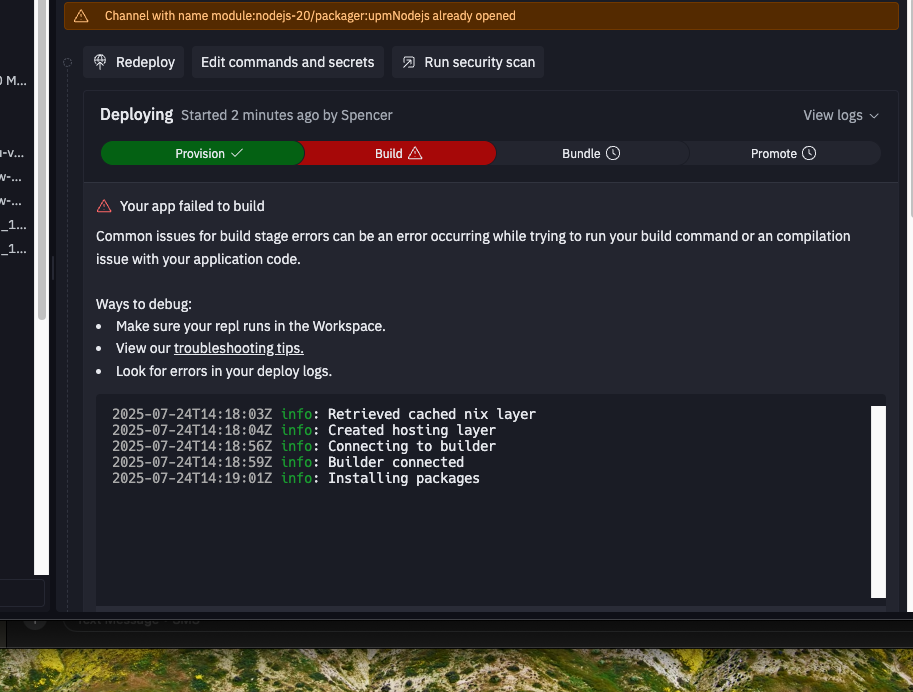 Channel with name module:nodejs-20/packager:upmNodejs already opened
Redeploy Edit commands and secrets Run security scan
Deploying Started 2 minutes ago by Spencer View logs
Provision Build Bundle Promote
Your app failed to build
Common issues for build stage errors can be an error occurring while trying to run your build command or an compilation
issue with your application code.
Ways to debug:
• Make sure your repl runs in the Workspace.
• View our troubleshooting tips.
• Look for errors in your deploy logs.
2025-07-24T14:18:03Z info: Retrieved cached nix layer
2025-07-24T14:18:04Z info: Created hosting layer
2025-07-24T14:18:56Z info: Connecting to builder
2025-07-24T14:18:59Z info: Builder connected
2025-07-24T14:19:01Z info: Installing packages